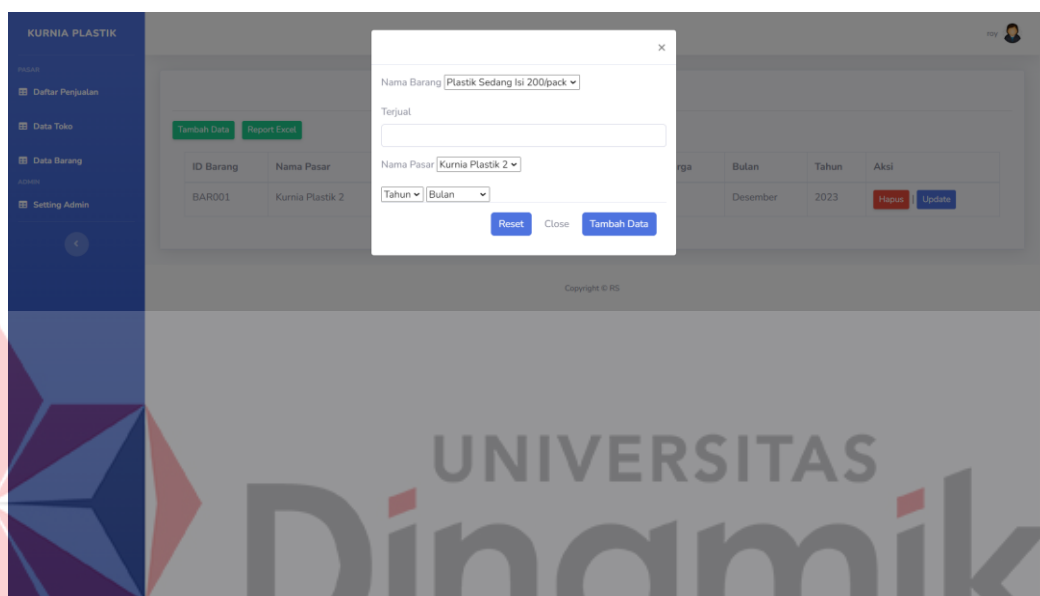 KURNIA PLASTIK
roy
×
PASAR
Daftar Penjualan
Data Toko
Data Barang
ADMIN
Setting Admin
Nama Barang Plastik Sedang Isi 200/pack
Terjual
Nama Pasar Kurnia Plastik 2
Tahun Bulan
Reset Close Tambah Data
Tambah Data Report Excel
ID Barang Nama Pasar rga Bulan Tahun Aksi
BAR001 Kurnia Plastik 2 Desember 2023 Hapus | Update
Copyright © RS
UNIVERSITAS
Dinamik